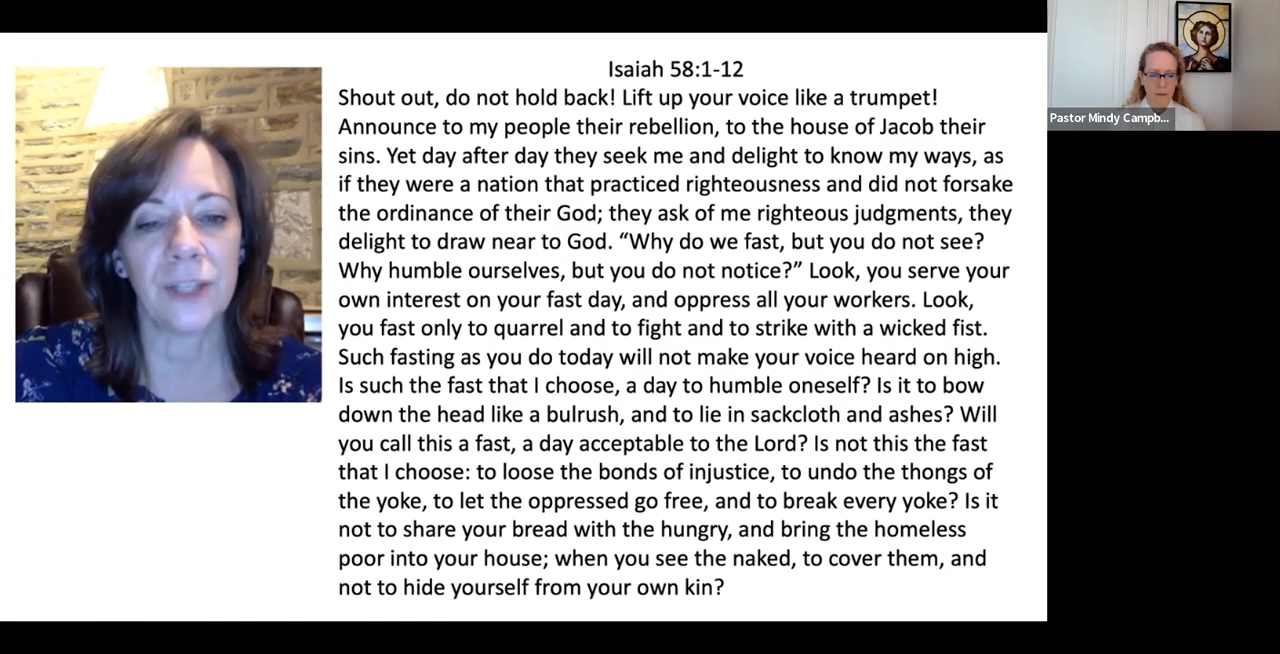 Isaiah 58:1-12
Shout out, do not hold back! Lift up your voice like a trumpet!
Announce to my people their rebellion, to the house of Jacob their
sins. Yet day after day they seek me and delight to know my ways, as
if they were a nation that practiced righteousness and did not forsake
the ordinance of their God; they ask of me righteous judgments, they
delight to draw near to God. “Why do we fast, but you do not see?
Why humble ourselves, but you do not notice?” Look, you serve your
own interest on your fast day, and oppress all your workers. Look,
you fast only to quarrel and to fight and to strike with a wicked fist.
Such fasting as you do today will not make your voice heard on high.
Is such the fast that I choose, a day to humble oneself? Is it to bow
down the head like a bulrush, and to lie in sackcloth and ashes? Will
you call this a fast, a day acceptable to the Lord? Is not this the fast
that I choose: to loose the bonds of injustice, to undo the thongs of
the yoke, to let the oppressed go free, and to break every yoke? Is it
not to share your bread with the hungry, and bring the homeless
poor into your house; when you see the naked, to cover them, and
not to hide yourself from your own kin?
Pastor Mindy Campb...